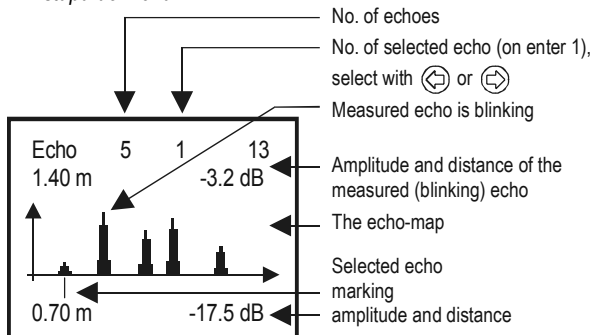 No. of echoes
No. of selected echo (on enter 1),
select with or
Measured echo is blinking
Echo 5 1 13
1.40 m -3.2 dB
Amplitude and distance of the
measured (blinking) echo
The echo-map
Selected echo
marking
0.70 m -17.5 dB
amplitude and distance